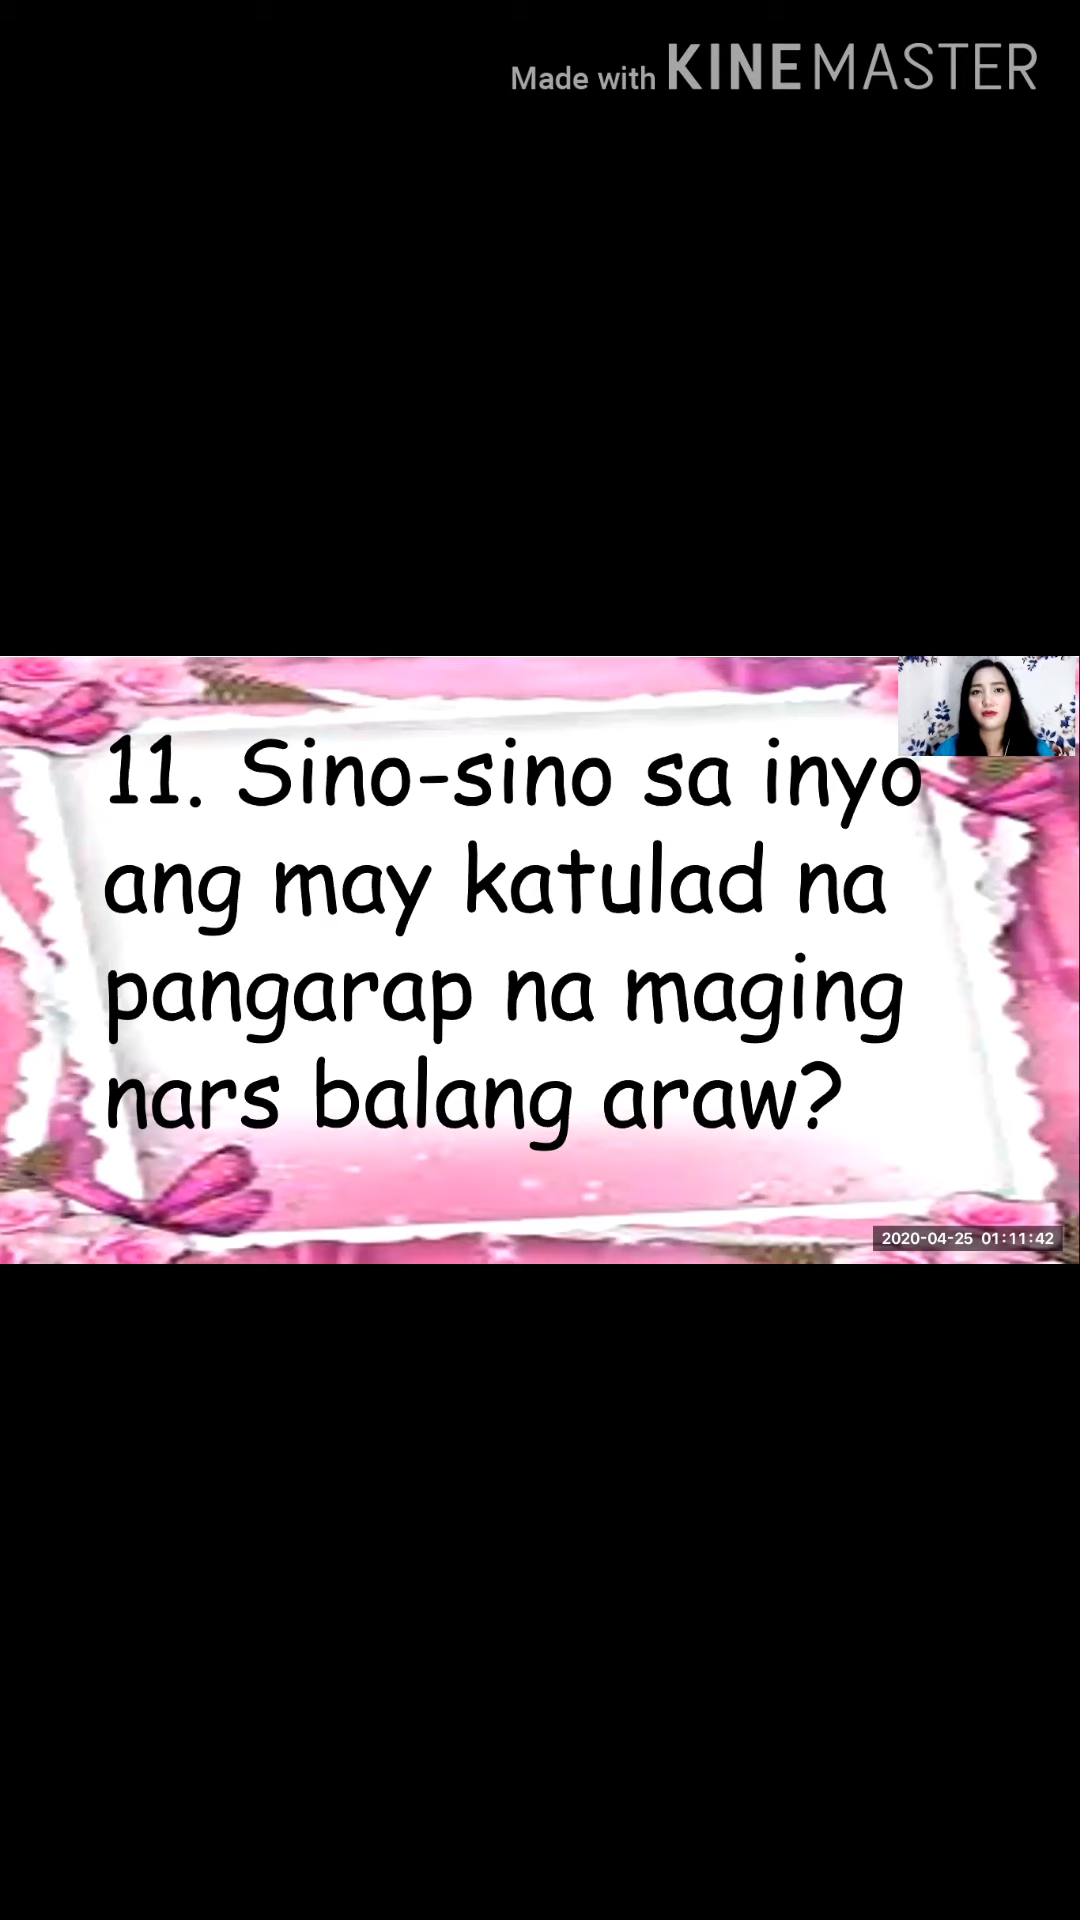 Made with KINEMASTER
11. Sino-sino sa inyo
ang may katulad na
pangarap na maging
nars balang araw?
2020-04-25 01:11:42